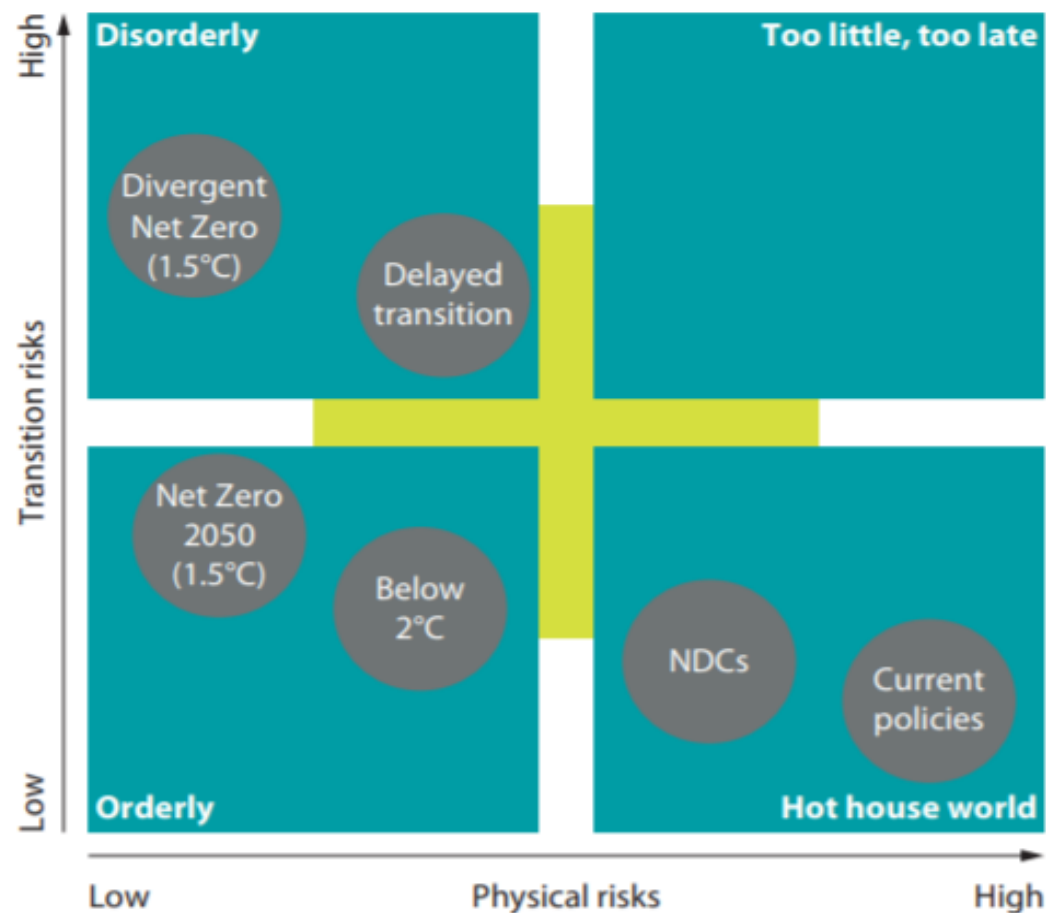 High
Transition risks
Low
Disorderly
Too little, too late
Divergent
Net Zero
(1.5°C)
Delayed
transition
Net Zero
2050
(1.5°C)
Below
2°C
NDCs
Current
policies
Orderly
Hot house world
Low
Physical risks
High